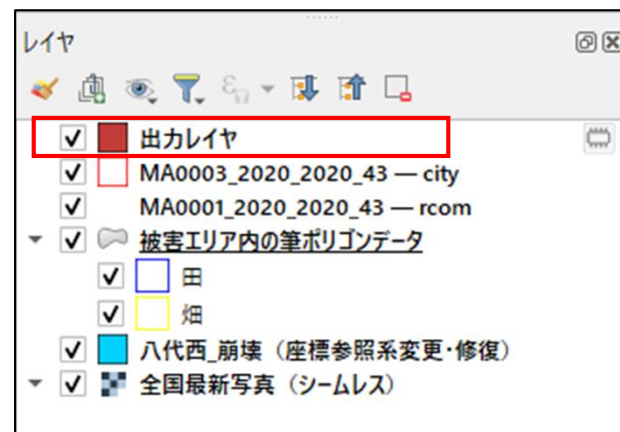 レイヤ
出力レイヤ
MA0003_2020_2020_43 — city
MA0001_2020_2020_43 — rcom
被害エリア内の筆ポリゴンデータ
田
畑
八代西_崩壊（座標参照系変更･修復）
全国最新写真（シームレス）